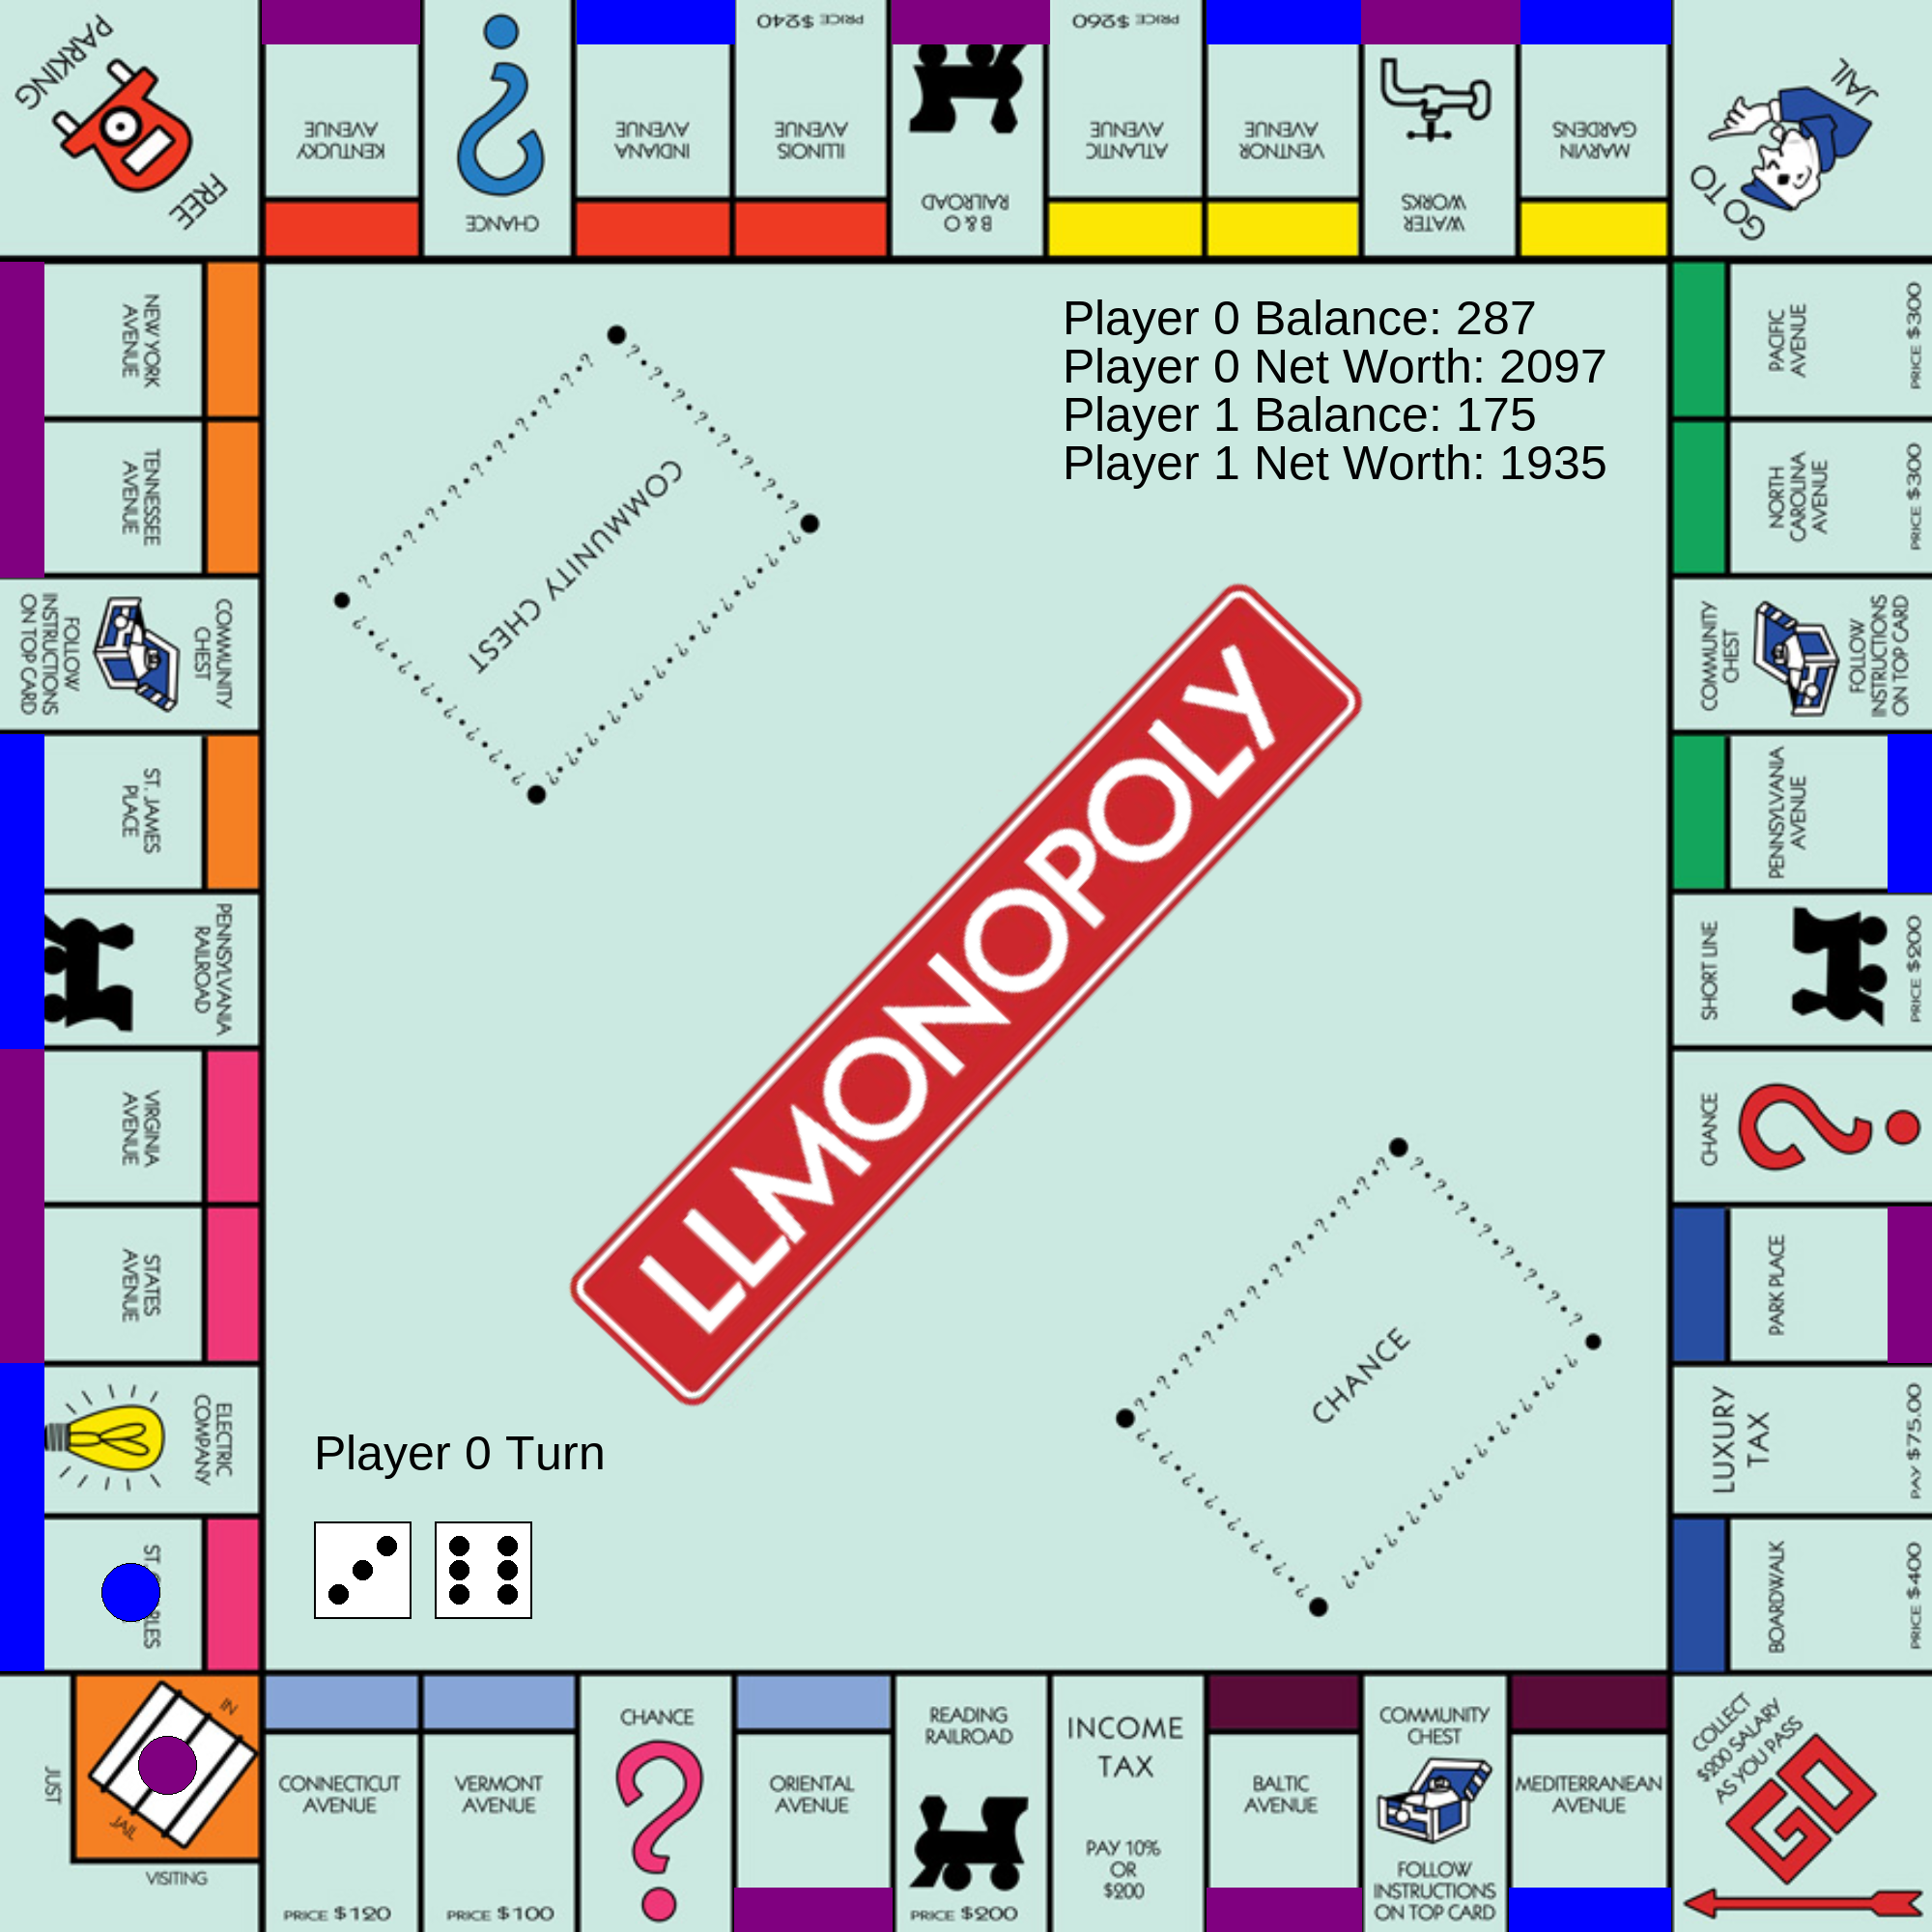 FREE
PARKING
KENTUCKY
AVENUE
CHANCE
INDIANA
AVENUE
ILLINOIS
AVENUE
PRICE $240
B & O
RAILROAD
ATLANTIC
AVENUE
PRICE $260
VENTNOR
AVENUE
WATER
WORKS
MARVIN
GARDENS
GO TO
JAIL
NEW YORK
AVENUE
TENNESSEE
AVENUE
COMMUNITY
CHEST
FOLLOW
INSTRUCTIONS
ON TOP CARD
ST. JAMES
PLACE
PENNSYLVANIA
RAILROAD
VIRGINIA
AVENUE
STATES
AVENUE
ELECTRIC
COMPANY
ST.
Player 0 Balance: 287
Player 0 Net Worth: 2097
Player 1 Balance: 175
Player 1 Net Worth: 1935
COMMUNITY CHEST
LLMONOPOLY
CHANCE
Player 0 Turn
PACIFIC
AVENUE
PRICE $300
NORTH
CAROLINA
AVENUE
PRICE $300
COMMUNITY
CHEST
FOLLOW
INSTRUCTIONS
ON TOP CARD
PENNSYLVANIA
AVENUE
SHORT LINE
PRICE $200
CHANCE
PARK PLACE
LUXURY
TAX
PAY $75.00
BOARDWALK
PRICE $400
JUST
VISITING
IN
JAIL
CONNECTICUT
AVENUE
PRICE $120
VERMONT
AVENUE
PRICE $100
CHANCE
ORIENTAL
AVENUE
READING
RAILROAD
PRICE $200
INCOME
TAX
PAY 10%
OR
$200
BALTIC
AVENUE
COMMUNITY
CHEST
FOLLOW
INSTRUCTIONS
ON TOP CARD
MEDITERRANEAN
AVENUE
COLLECT
$200 SALARY
AS YOU PASS
GO